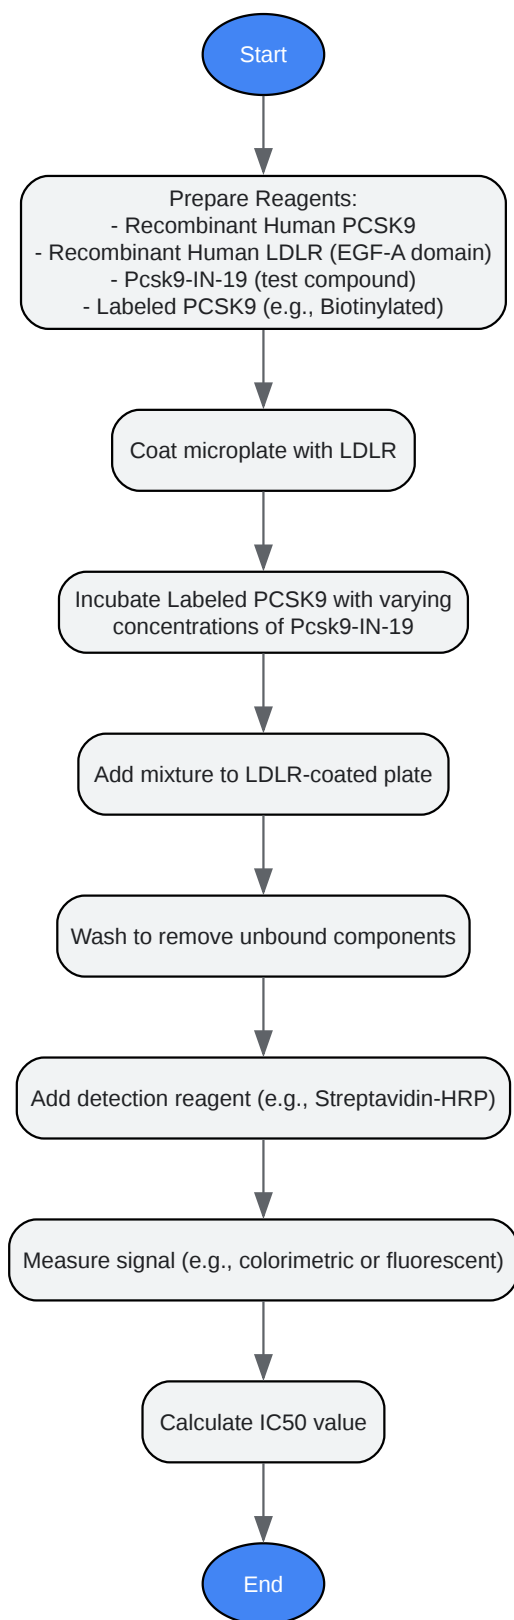 Start
Prepare Reagents:
- Recombinant Human PCSK9
- Recombinant Human LDLR (EGF-A domain)
- Pcsk9-IN-19 (test compound)
- Labeled PCSK9 (e.g., Biotinylated)
Coat microplate with LDLR
Incubate Labeled PCSK9 with varying
concentrations of Pcsk9-IN-19
Add mixture to LDLR-coated plate
Wash to remove unbound components
Add detection reagent (e.g., Streptavidin-HRP)
Measure signal (e.g., colorimetric or fluorescent)
Calculate IC50 value
End